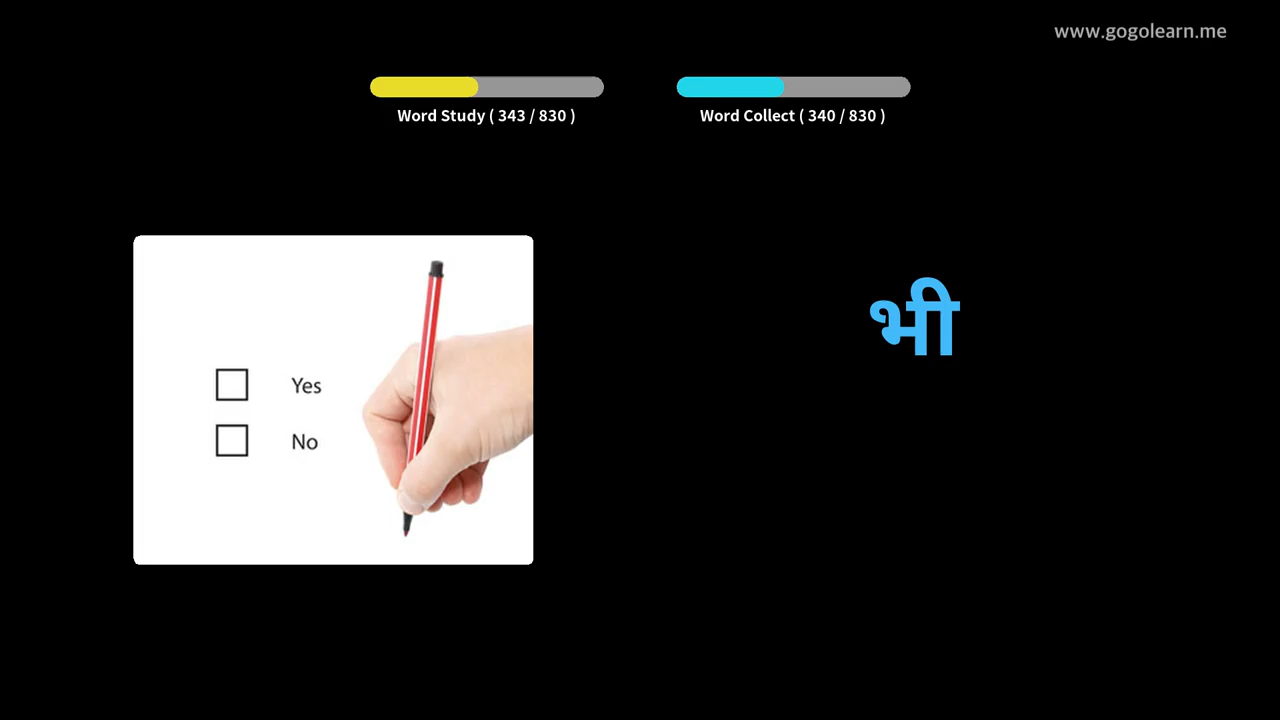 www.gogolearn.me
Word Study ( 343 / 830 )
Word Collect ( 340 / 830 )
Yes
No
भी